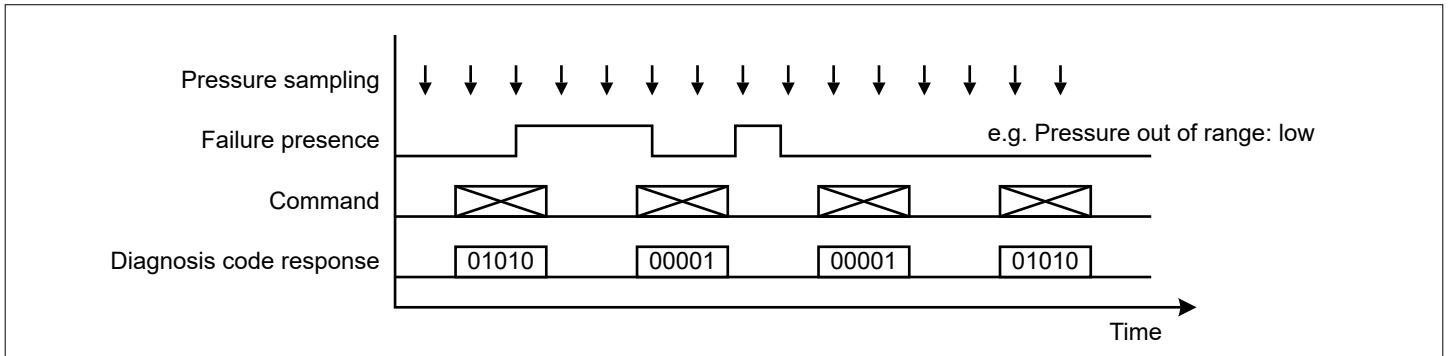 Pressure sampling
Failure presence
e.g. Pressure out of range: low
Command
Diagnosis code response
01010
00001
00001
01010
Time